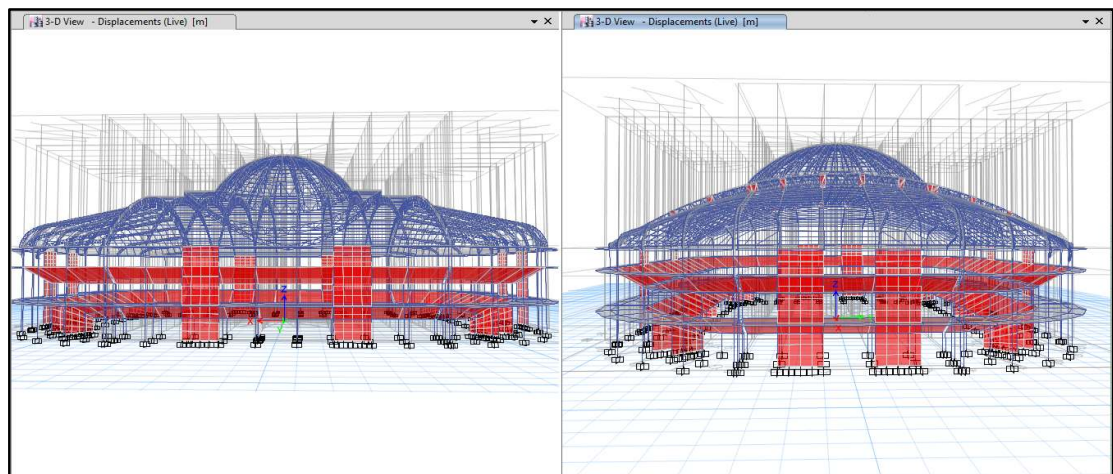 3-D View - Displacements (Live) [m]
3-D View - Displacements (Live) [m]
Z
X
Y
Z
X